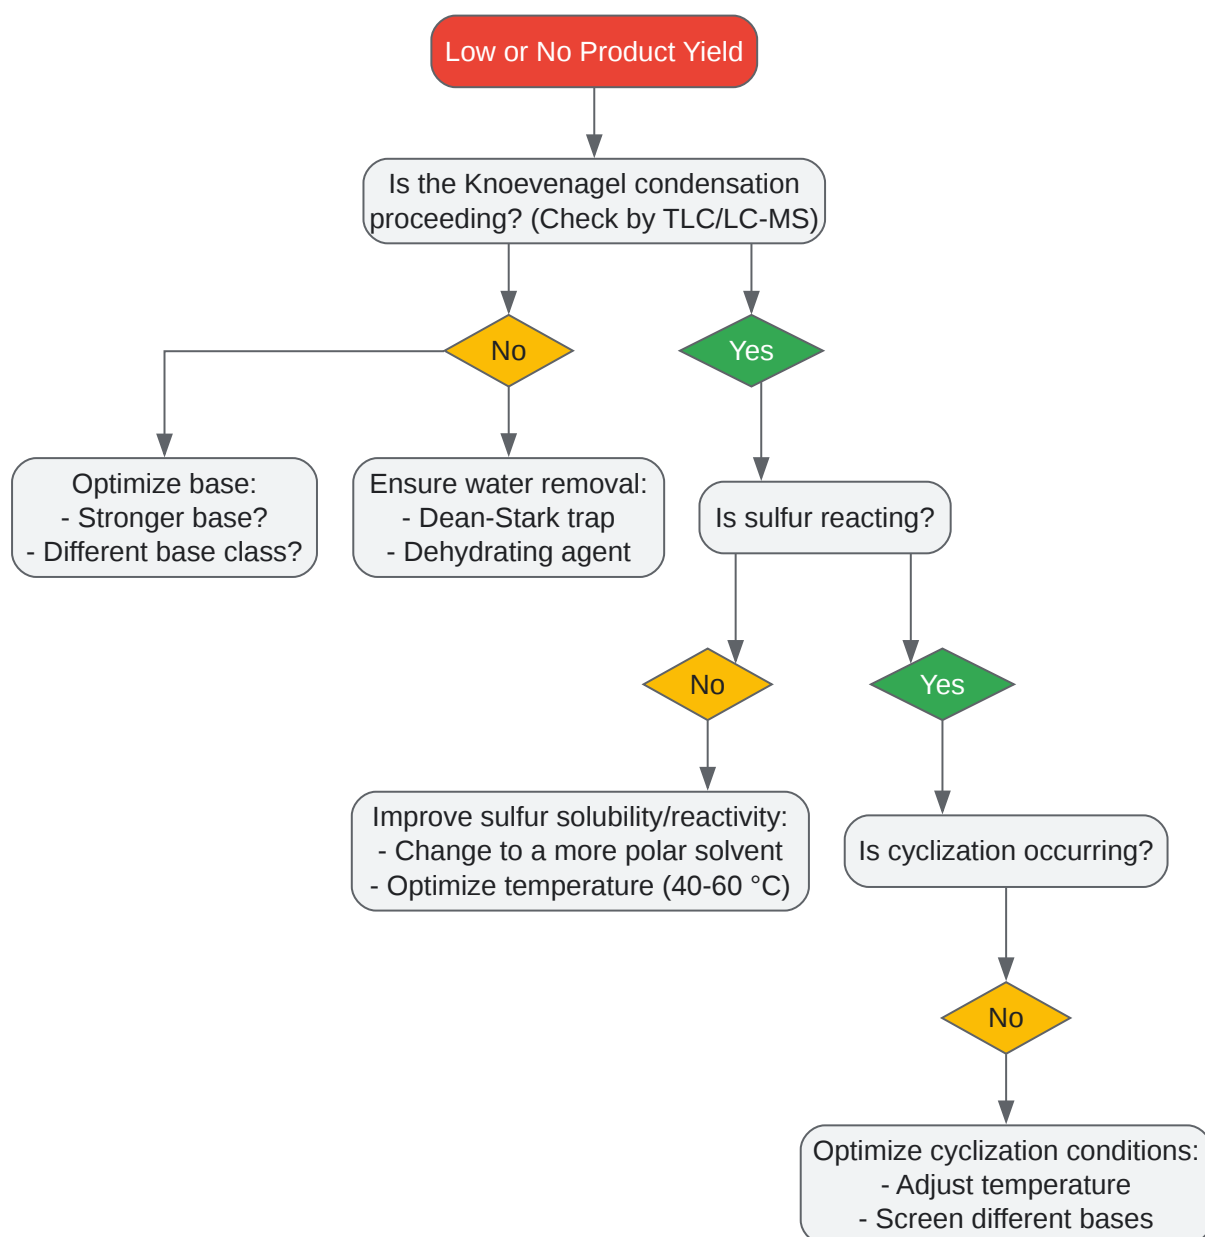 Low or No Product Yield
Is the Knoevenagel condensation
proceeding? (Check by TLC/LC-MS)
No
Yes
Optimize base:
- Stronger base?
- Different base class?
Ensure water removal:
- Dean-Stark trap
- Dehydrating agent
Is sulfur reacting?
No
Yes
Improve sulfur solubility/reactivity:
- Change to a more polar solvent
- Optimize temperature (40-60 °C)
Is cyclization occurring?
No
Optimize cyclization conditions:
- Adjust temperature
- Screen different bases